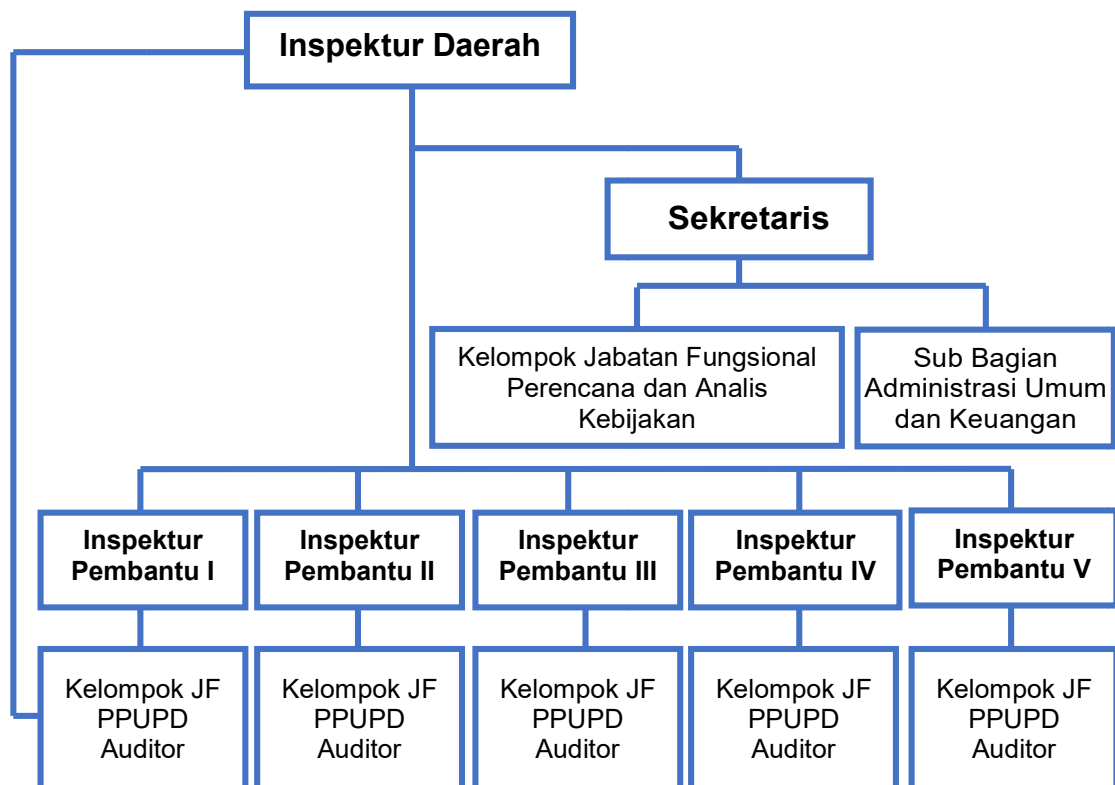 Inspektur Daerah
Sekretaris
Kelompok Jabatan Fungsional
Perencana dan Analis
Kebijakan
Sub Bagian
Administrasi Umum
dan Keuangan
Inspektur
Pembantu I
Inspektur
Pembantu II
Inspektur
Pembantu III
Inspektur
Pembantu IV
Inspektur
Pembantu V
Kelompok JF
PPUPD
Auditor
Kelompok JF
PPUPD
Auditor
Kelompok JF
PPUPD
Auditor
Kelompok JF
PPUPD
Auditor
Kelompok JF
PPUPD
Auditor